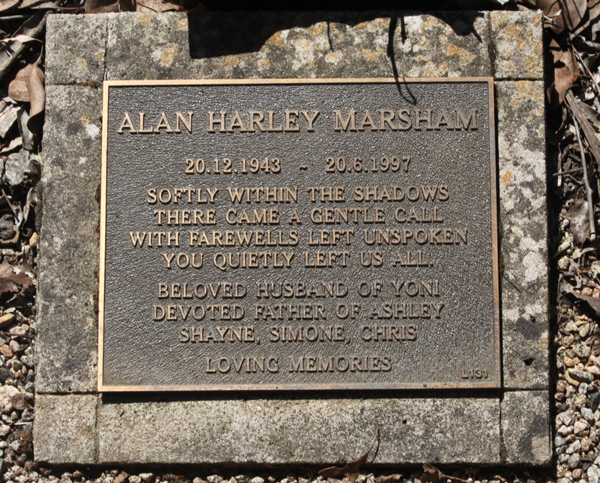 ALAN HARLEY MARSHAM
20.12.1943 - 20.6.1997
SOFTLY WITHIN THE SHADOWS
THERE CAME A GENTLE CALL
WITH FAREWELLS LEFT UNSPOKEN
YOU QUIETLY LEFT US ALL.
BELOVED HUSBAND OF YONI
DEVOTED FATHER OF ASHLEY
SHAYNE, SIMONE, CHRIS
LOVING MEMORIES
L131